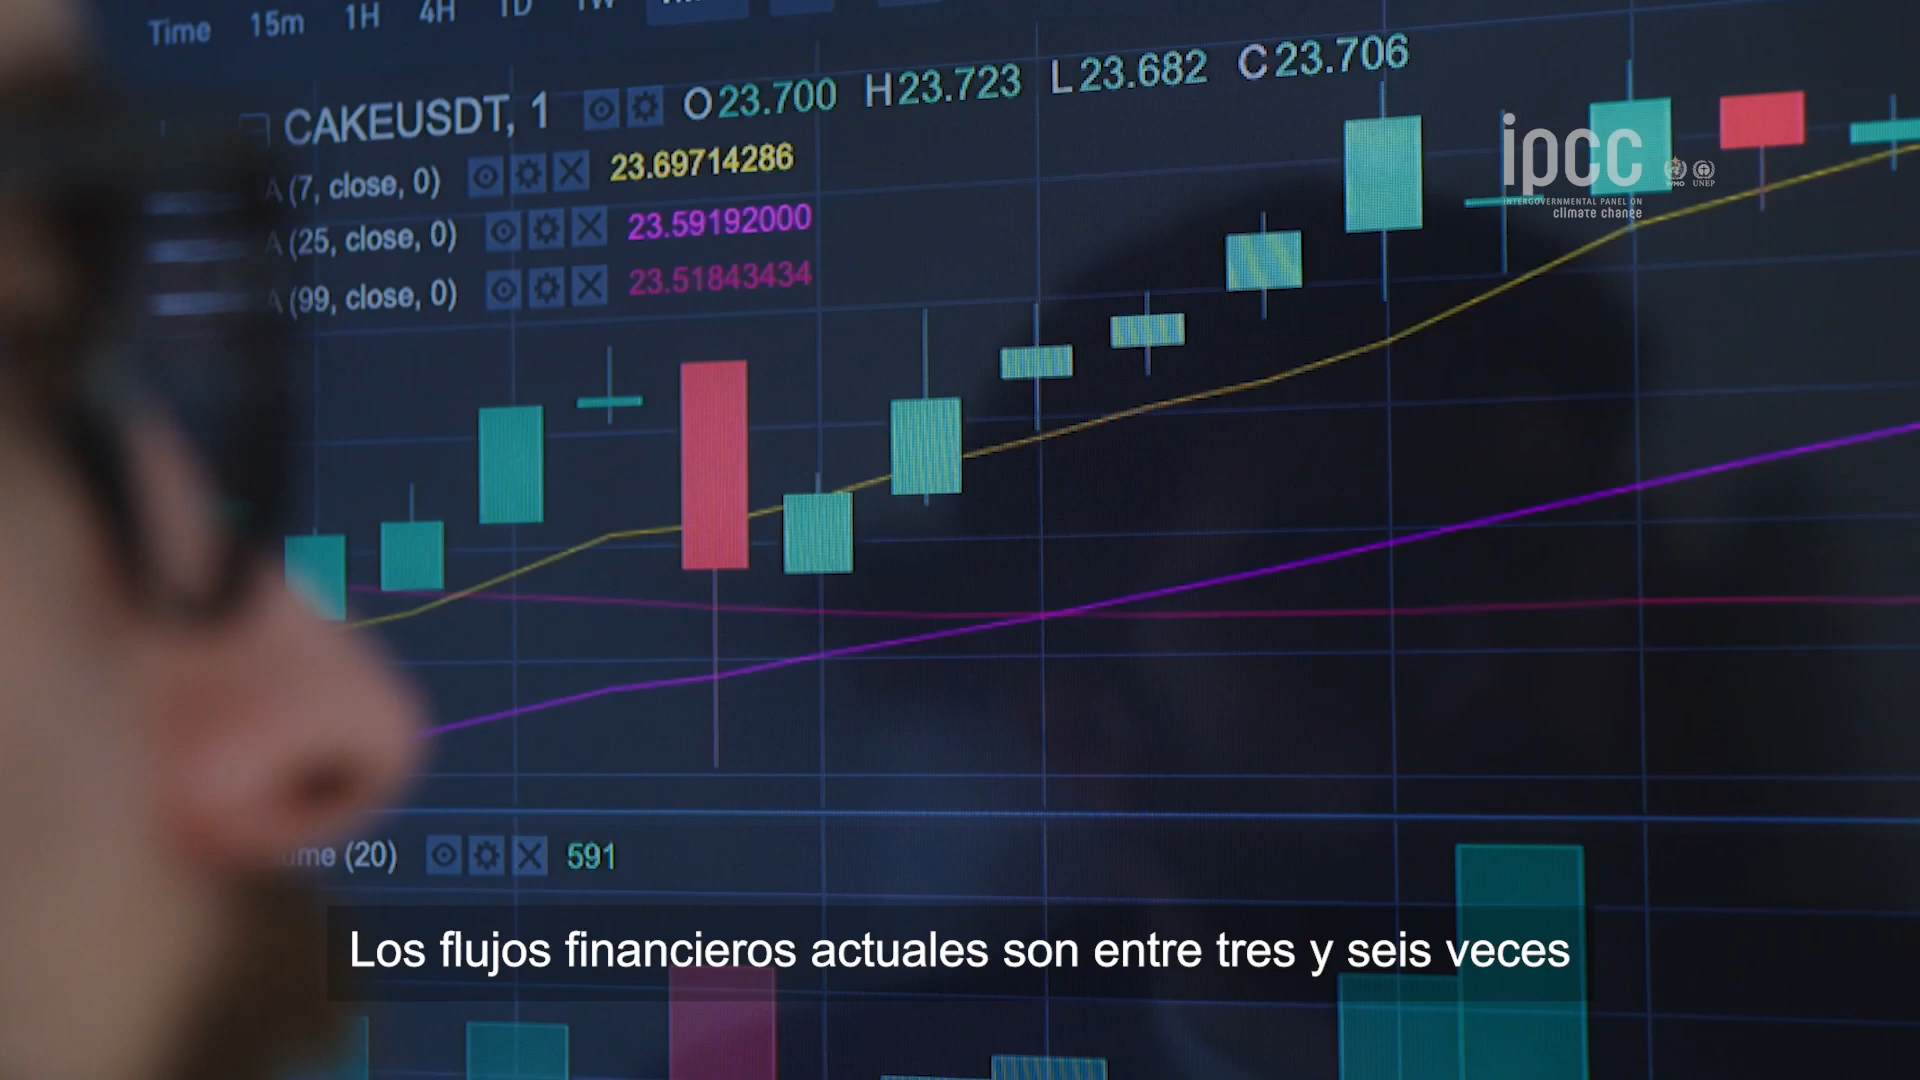 Time 15m 1H 4H 1D 1W
CAKEUSDT, 1 O23.700 H23.723 L23.682 C23.706
(7, close, 0) 23.69714286
(25, close, 0) 23.59192000
(99, close, 0) 23.51843434
ipcc
WMO UNEP
INTERGOVERNMENTAL PANEL ON
climate change
(20) 591
Los flujos financieros actuales son entre tres y seis veces